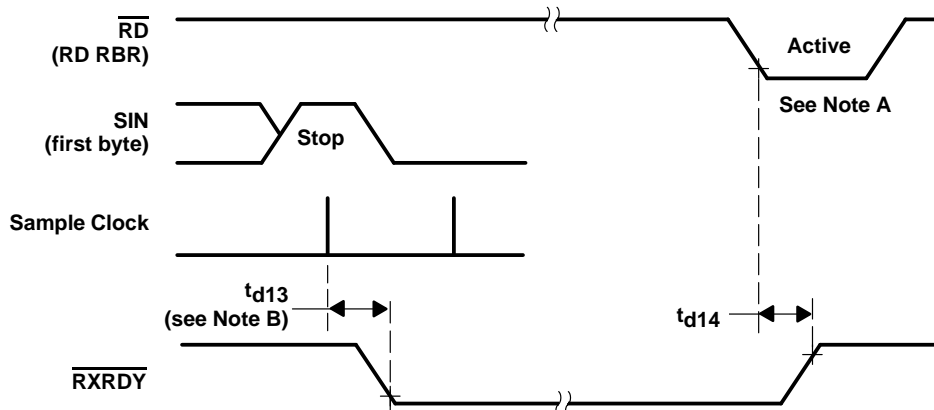 RD
(RD RBR)
Active
See Note A
SIN
(first byte)
Stop
Sample Clock
td13
(see Note B)
td14
RXRDY